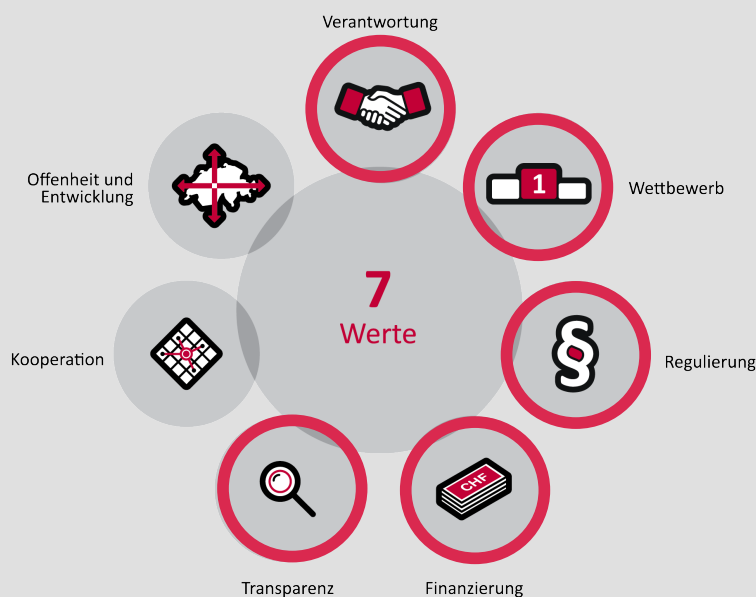 Verantwortung
Wettbewerb
Regulierung
Finanzierung
Transparenz
Kooperation
Offenheit und
Entwicklung
7
Werte
1
§
CHF